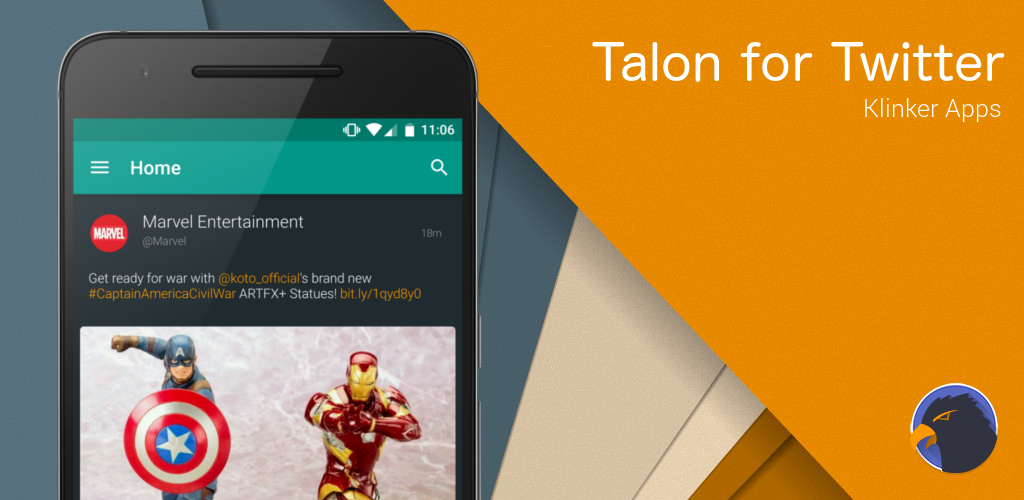 Talon for Twitter
Klinker Apps
11:06
Home
MARVEL
Marvel Entertainment
@Marvel
18m
Get ready for war with @koto_official's brand new
#CaptainAmericaCivilWar ARTFX+ Statues! bit.ly/1qyd8y0
A